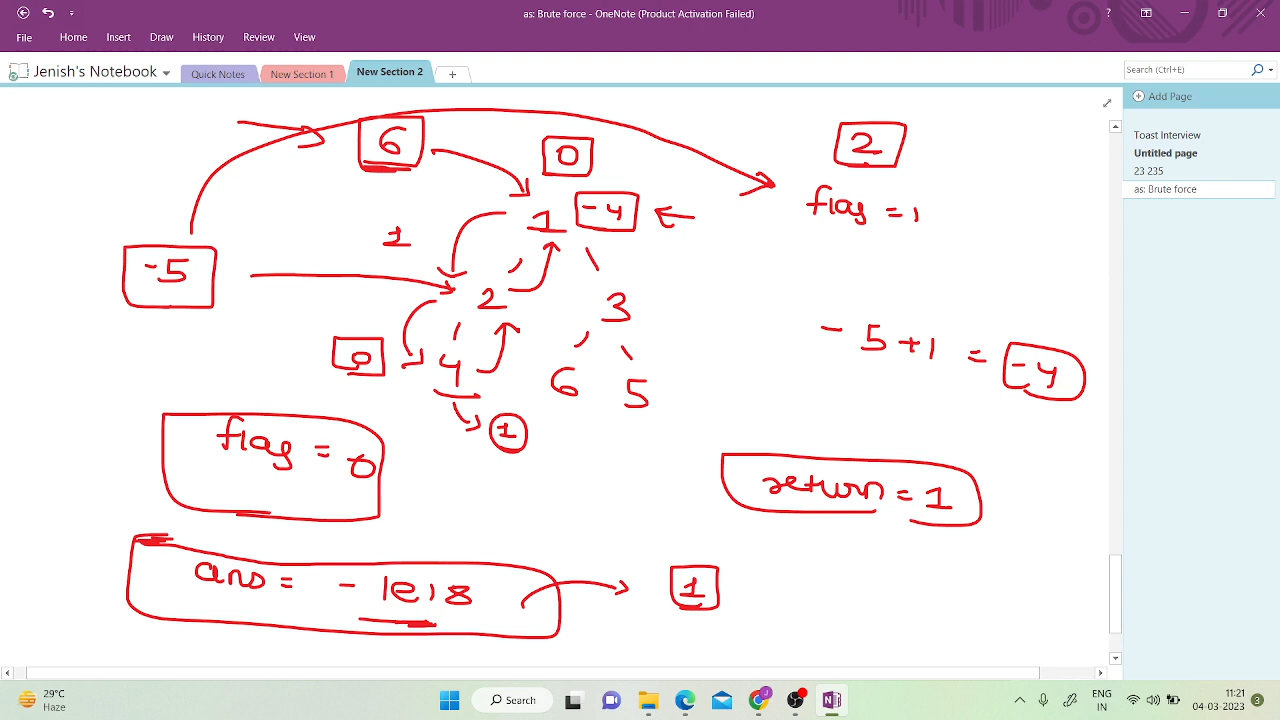 as: Brute force - OneNote (Product Activation Failed)
File Home Insert Draw History Review View
Jenish's Notebook Quick Notes New Section 1 New Section 2 +
Search (Ctrl+E)
Add Page
Toast Interview
Untitled page
23 235
as: Brute force
6 0 2
1 -4 flag = 1
1
-5
2 3
- 5 + 1 = -4
0 4 6 5
1
flag = 0
return = 1
ans = - 1e18 1
29°C
Haze
Search
ENG
IN
11:21
04-03-2023
3